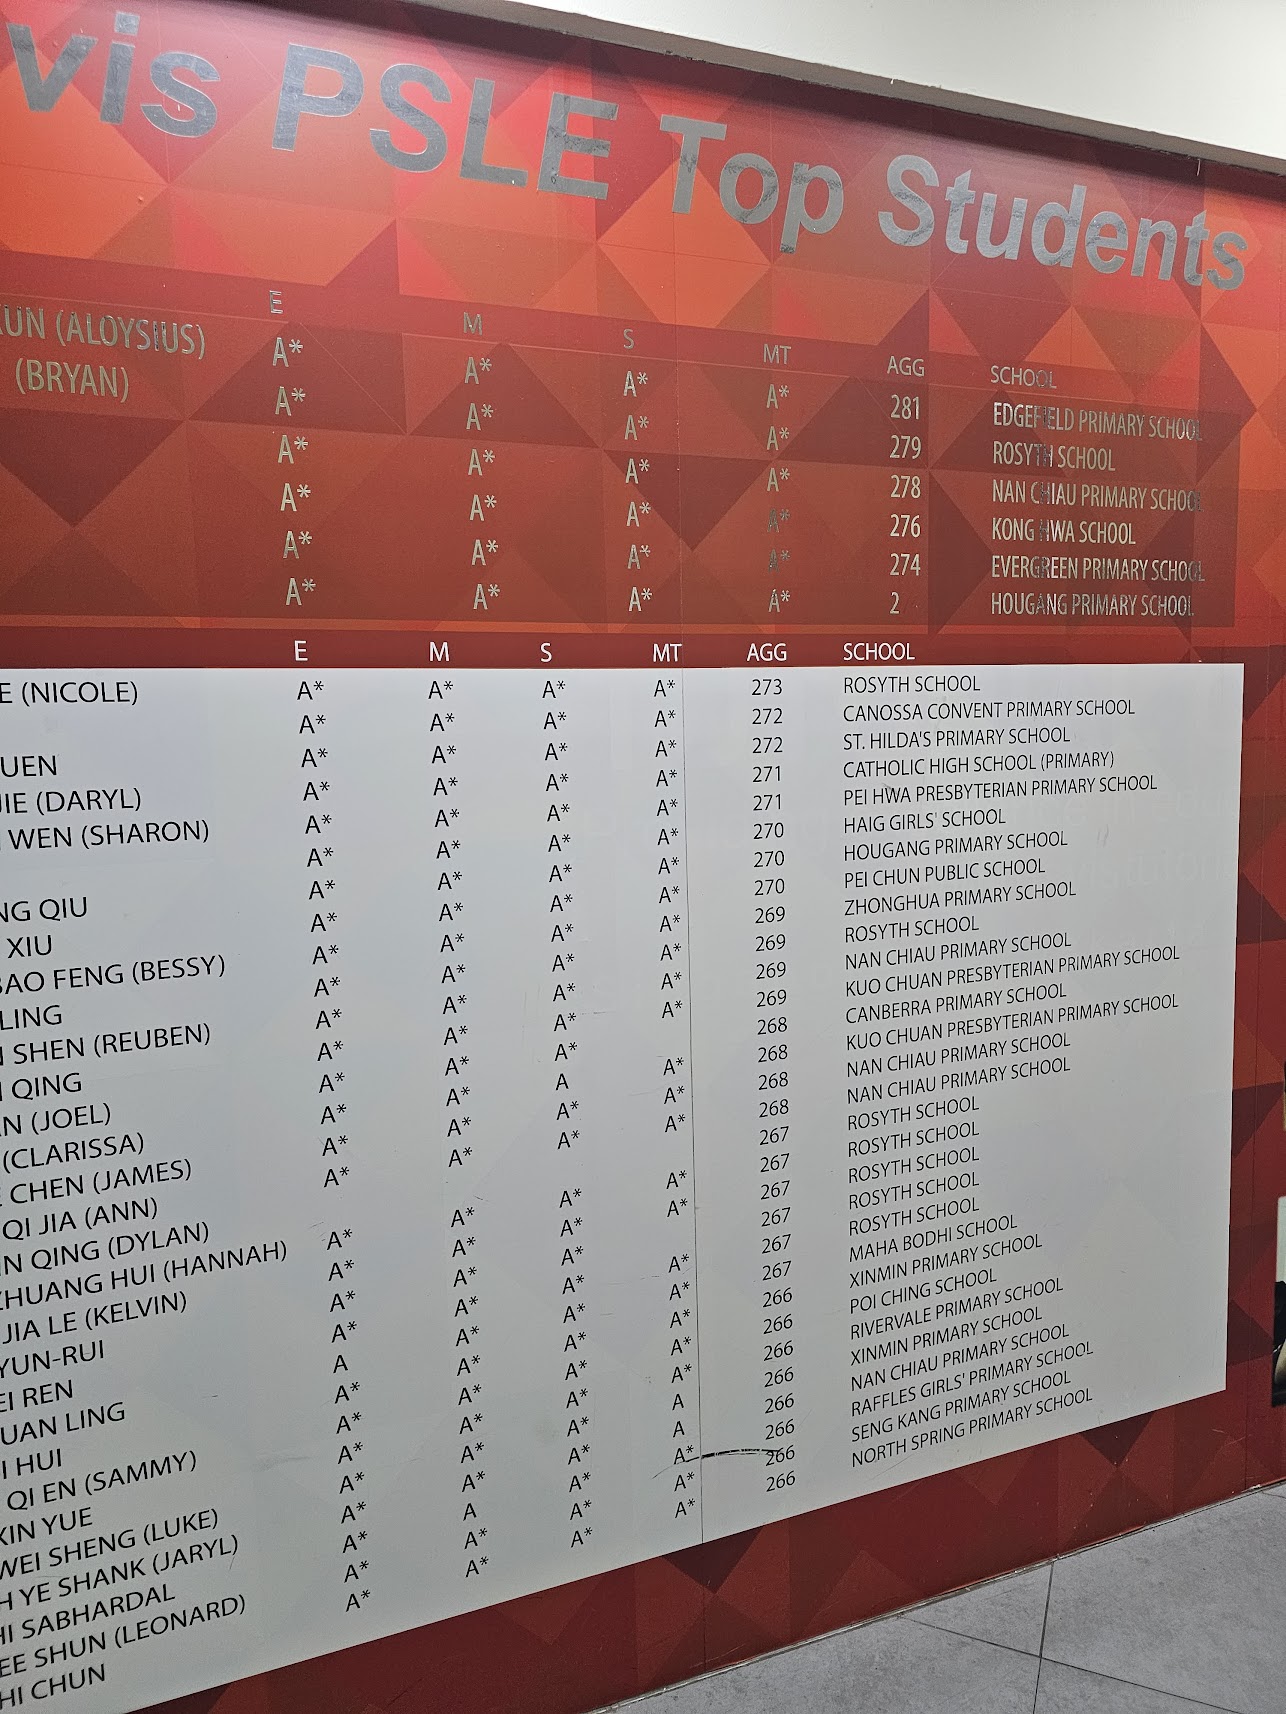 vis PSLE Top Students
E M S MT AGG SCHOOL
UN (ALOYSIUS) A* A* A* A* 281 EDGEFIELD PRIMARY SCHOOL
(BRYAN) A* A* A* A* 279 ROSYTH SCHOOL
A* A* A* A* 278 NAN CHIAU PRIMARY SCHOOL
A* A* A* A* 276 KONG HWA SCHOOL
A* A* A* A* 274 EVERGREEN PRIMARY SCHOOL
A* A* A* A* 2 HOUGANG PRIMARY SCHOOL
E M S MT AGG SCHOOL
E (NICOLE) A* A* A* A* 273 ROSYTH SCHOOL
A* A* A* A* 272 CANOSSA CONVENT PRIMARY SCHOOL
UEN A* A* A* A* 272 ST. HILDA'S PRIMARY SCHOOL
JIE (DARYL) A* A* A* A* 271 CATHOLIC HIGH SCHOOL (PRIMARY)
WEN (SHARON) A* A* A* A* 271 PEI HWA PRESBYTERIAN PRIMARY SCHOOL
A* A* A* A* 270 HAIG GIRLS' SCHOOL
NG QIU A* A* A* A* 270 HOUGANG PRIMARY SCHOOL
XIU A* A* A* A* 270 PEI CHUN PUBLIC SCHOOL
BAO FENG (BESSY) A* A* A* A* 269 ZHONGHUA PRIMARY SCHOOL
LING A* A* A* A* 269 ROSYTH SCHOOL
SHEN (REUBEN) A* A* A* A* 269 NAN CHIAU PRIMARY SCHOOL
QING A* A* A* A* 269 KUO CHUAN PRESBYTERIAN PRIMARY SCHOOL
N (JOEL) A* A* A* 268 CANBERRA PRIMARY SCHOOL
(CLARISSA) A* A* A A* 268 KUO CHUAN PRESBYTERIAN PRIMARY SCHOOL
CHEN (JAMES) A* A* A* A* 268 NAN CHIAU PRIMARY SCHOOL
QI JIA (ANN) A* A* A* A* 268 NAN CHIAU PRIMARY SCHOOL
N QING (DYLAN) 267 ROSYTH SCHOOL
ZHUANG HUI (HANNAH) A* A* A* A* 267 ROSYTH SCHOOL
JIA LE (KELVIN) A* A* A* A* 267 ROSYTH SCHOOL
YUN-RUI A* A* A* 267 ROSYTH SCHOOL
EI REN A* A* A* A* 267 ROSYTH SCHOOL
UAN LING A A* A* A* 267 MAHA BODHI SCHOOL
I HUI A* A* A* A* 266 XINMIN PRIMARY SCHOOL
QI EN (SAMMY) A* A* A* A* 266 POI CHING SCHOOL
XIN YUE A* A* A* A* 266 RIVERVALE PRIMARY SCHOOL
WEI SHENG (LUKE) A* A* A* A 266 XINMIN PRIMARY SCHOOL
H YE SHANK (JARYL) A* A* A* A 266 NAN CHIAU PRIMARY SCHOOL
HI SABHARDAL A* A A* A* 266 RAFFLES GIRLS' PRIMARY SCHOOL
EE SHUN (LEONARD) A* A* A* A* 266 SENG KANG PRIMARY SCHOOL
HI CHUN A* A* A* A* 266 NORTH SPRING PRIMARY SCHOOL